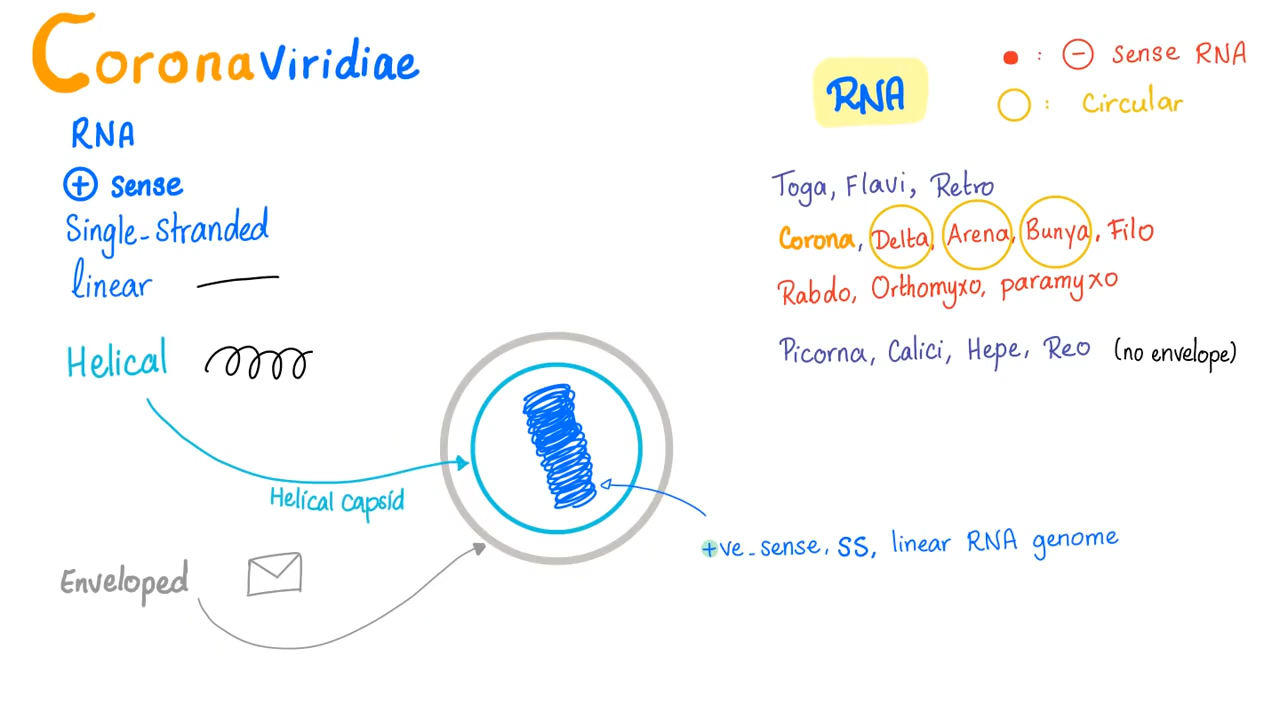 Coronaviridiae
RNA
⊕ sense
Single-stranded
linear
Helical
Helical capsid
Enveloped
RNA
: ⊖ sense RNA
: Circular
Toga, Flavi, Retro
Corona, Delta, Arena, Bunya, Filo
Rabdo, Orthomyxo, paramyxo
Picorna, Calici, Hepe, Reo (no envelope)
+ve-sense, SS, linear RNA genome